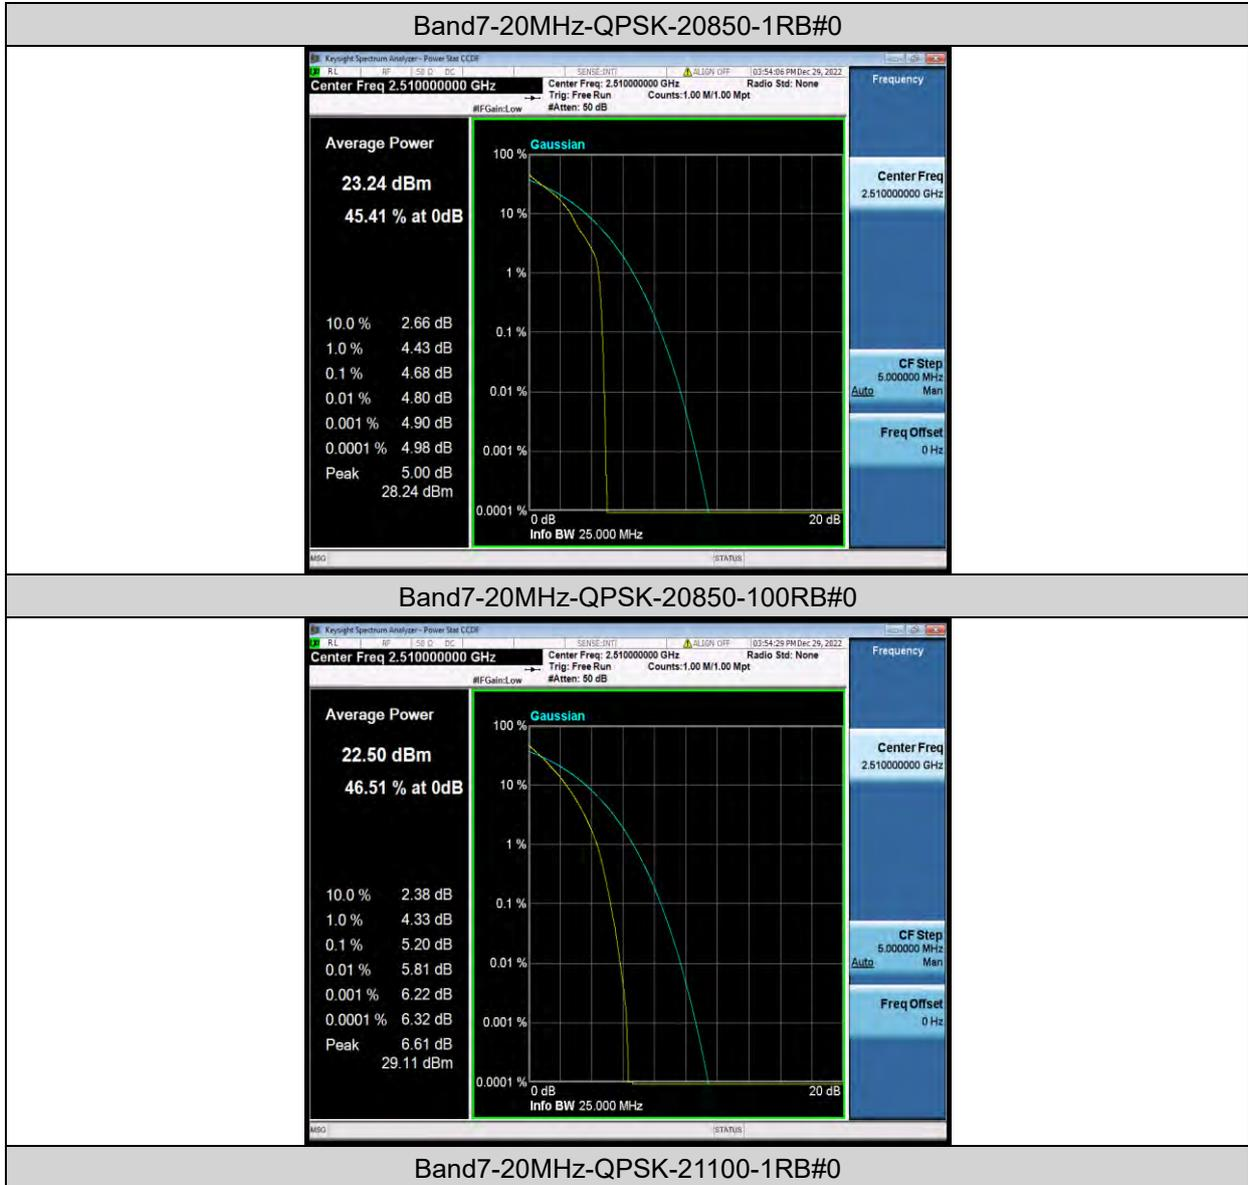 Band7-20MHz-QPSK-20850-1RB#0
Keysight Spectrum Analyzer - Power Stat CCDF
RL RF 50 Ω DC SENSE:INT ALIGN OFF 03:54:06 PM Dec 29, 2022
Center Freq 2.510000000 GHz
Center Freq: 2.510000000 GHz Radio Std: None
Trig: Free Run Counts:1.00 M/1.00 Mpt
#IFGain:Low #Atten: 50 dB
Frequency
Average Power
23.24 dBm
45.41 % at 0dB
10.0 % 2.66 dB
1.0 % 4.43 dB
0.1 % 4.68 dB
0.01 % 4.80 dB
0.001 % 4.90 dB
0.0001 % 4.98 dB
Peak 5.00 dB
28.24 dBm
Gaussian
100 %
10 %
1 %
0.1 %
0.01 %
0.001 %
0.0001 %
0 dB 20 dB
Info BW 25.000 MHz
Center Freq
2.510000000 GHz
CF Step
5.000000 MHz
Auto Man
Freq Offset
0 Hz
MSG STATUS
Band7-20MHz-QPSK-20850-100RB#0
Keysight Spectrum Analyzer - Power Stat CCDF
RL RF 50 Ω DC SENSE:INT ALIGN OFF 03:54:29 PM Dec 29, 2022
Center Freq 2.510000000 GHz
Center Freq: 2.510000000 GHz Radio Std: None
Trig: Free Run Counts:1.00 M/1.00 Mpt
#IFGain:Low #Atten: 50 dB
Frequency
Average Power
22.50 dBm
46.51 % at 0dB
10.0 % 2.38 dB
1.0 % 4.33 dB
0.1 % 5.20 dB
0.01 % 5.81 dB
0.001 % 6.22 dB
0.0001 % 6.32 dB
Peak 6.61 dB
29.11 dBm
Gaussian
100 %
10 %
1 %
0.1 %
0.01 %
0.001 %
0.0001 %
0 dB 20 dB
Info BW 25.000 MHz
Center Freq
2.510000000 GHz
CF Step
5.000000 MHz
Auto Man
Freq Offset
0 Hz
MSG STATUS
Band7-20MHz-QPSK-21100-1RB#0